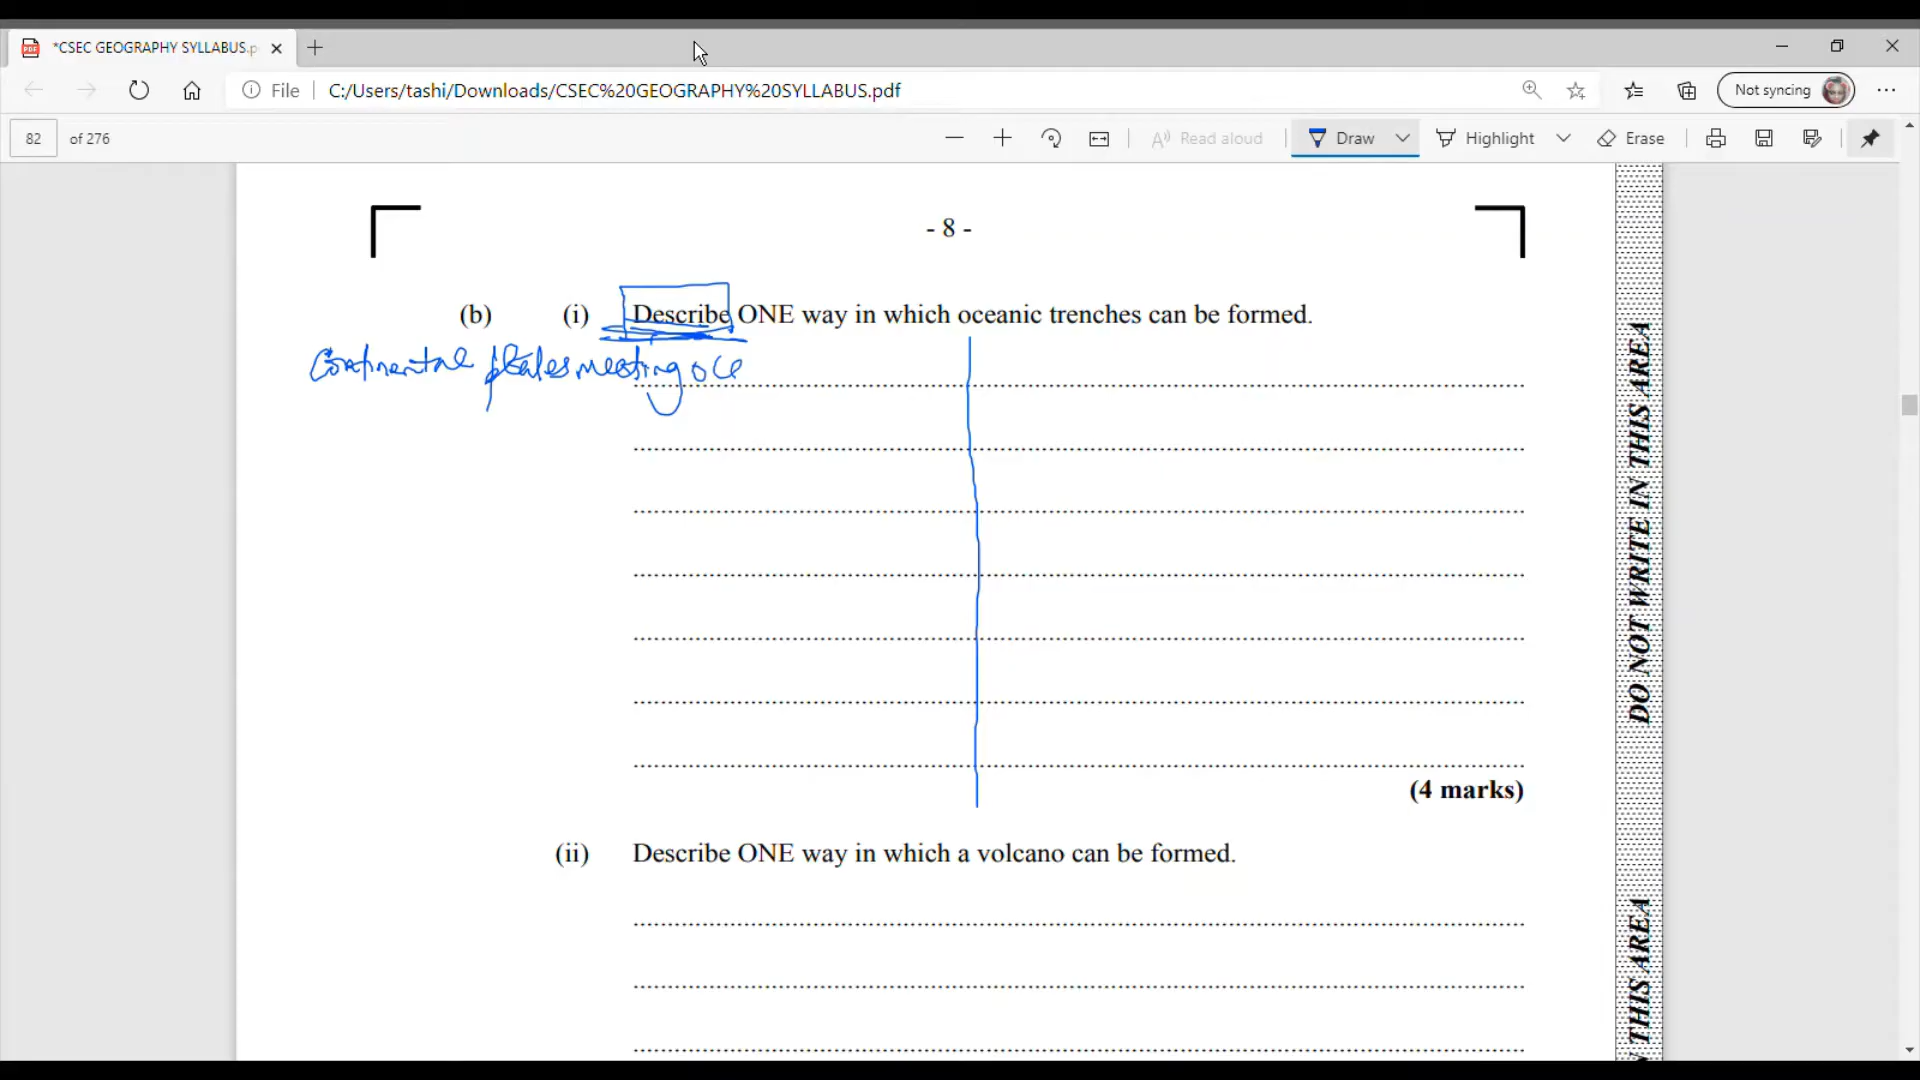 *CSEC GEOGRAPHY SYLLABUS.p
File C:/Users/tashi/Downloads/CSEC%20GEOGRAPHY%20SYLLABUS.pdf Not syncing
82 of 276 Read aloud Draw Highlight Erase
- 8 -
(b) (i) Describe ONE way in which oceanic trenches can be formed.
Continental plates meeting oce
(4 marks)
(ii) Describe ONE way in which a volcano can be formed.
DO NOT WRITE IN THIS AREA
THIS AREA